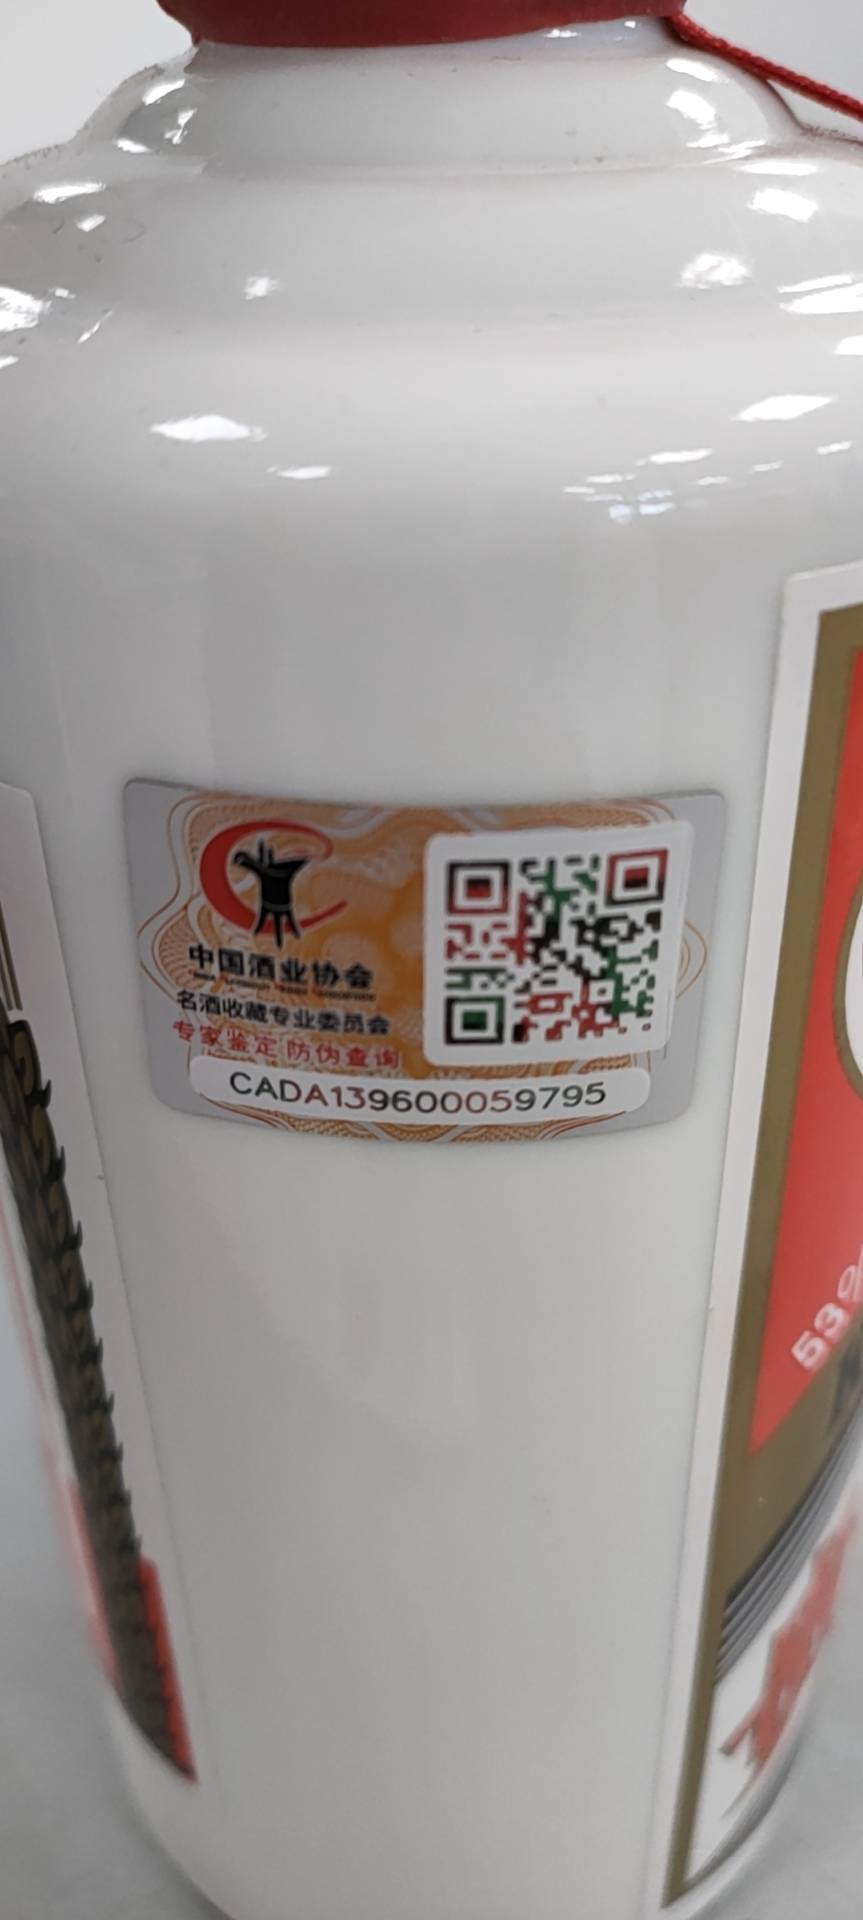 中国酒业协会
名酒收藏专业委员会
专家鉴定 防伪查询
CADA139600059795
53%